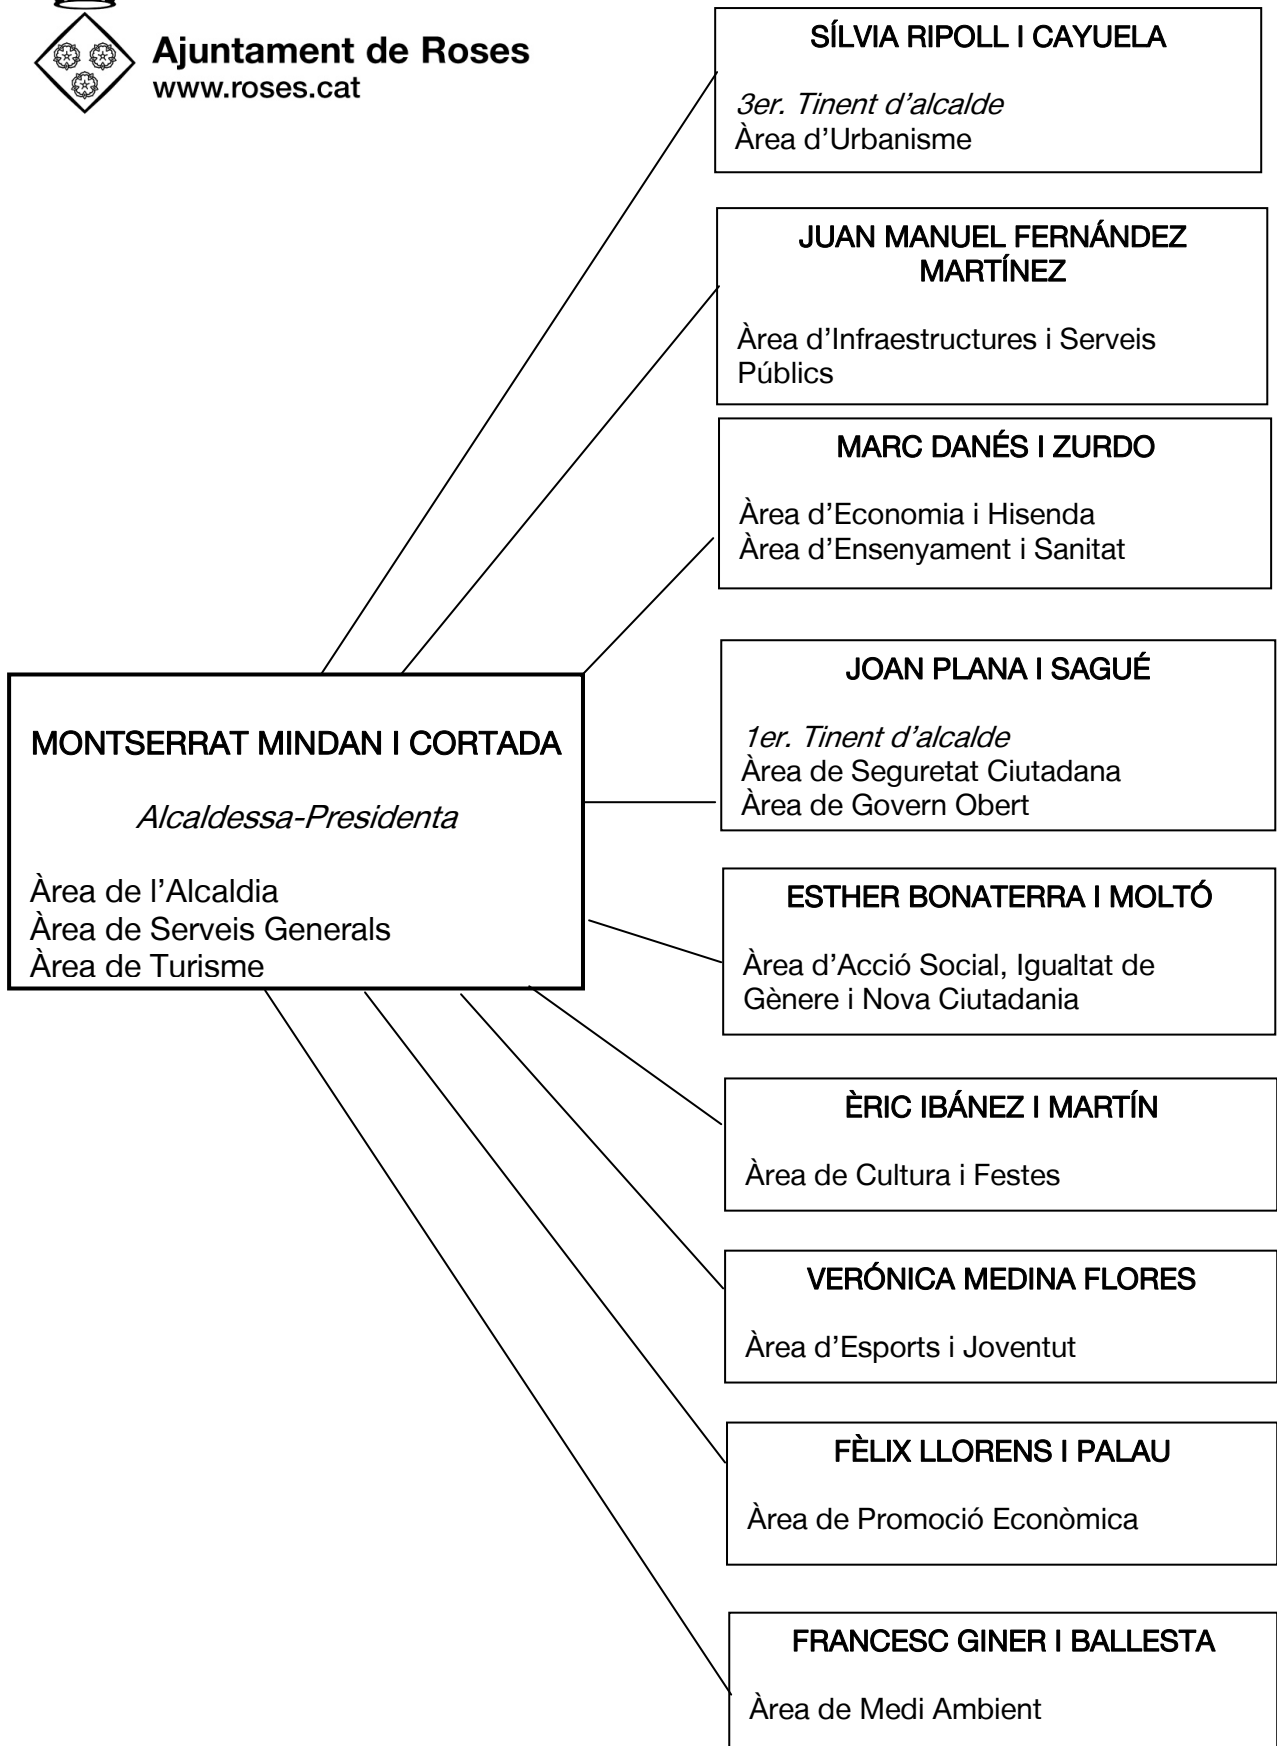 Ajuntament de Roses
www.roses.cat
SÍLVIA RIPOLL I CAYUELA
3er. Tinent d’alcalde
Àrea d’Urbanisme
JUAN MANUEL FERNÁNDEZ
MARTÍNEZ
Àrea d’Infraestructures i Serveis
Públics
MARC DANÉS I ZURDO
Àrea d’Economia i Hisenda
Àrea d’Ensenyament i Sanitat
MONTSERRAT MINDAN I CORTADA
Alcaldessa-Presidenta
Àrea de l’Alcaldia
Àrea de Serveis Generals
Àrea de Turisme
JOAN PLANA I SAGUÉ
1er. Tinent d’alcalde
Àrea de Seguretat Ciutadana
Àrea de Govern Obert
ESTHER BONATERRA I MOLTÓ
Àrea d’Acció Social, Igualtat de
Gènere i Nova Ciutadania
ÈRIC IBÁNEZ I MARTÍN
Àrea de Cultura i Festes
VERÓNICA MEDINA FLORES
Àrea d’Esports i Joventut
FÈLIX LLORENS I PALAU
Àrea de Promoció Econòmica
FRANCESC GINER I BALLESTA
Àrea de Medi Ambient